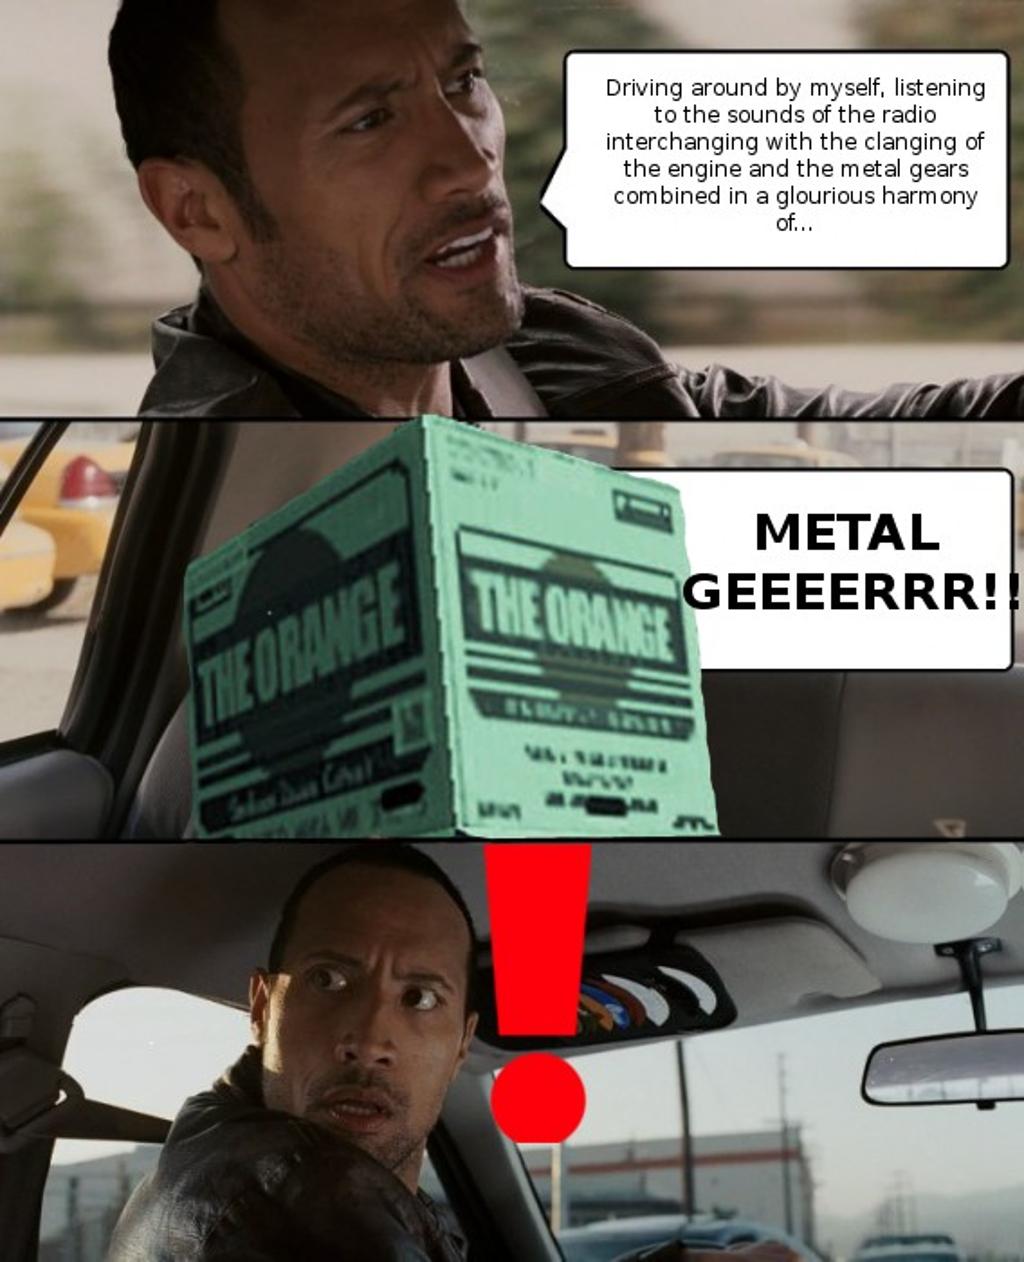 Driving around by myself, listening
to the sounds of the radio
interchanging with the clanging of
the engine and the metal gears
combined in a glourious harmony
of...
METAL
GEEEERRR!!
THE ORANGE
THE ORANGE